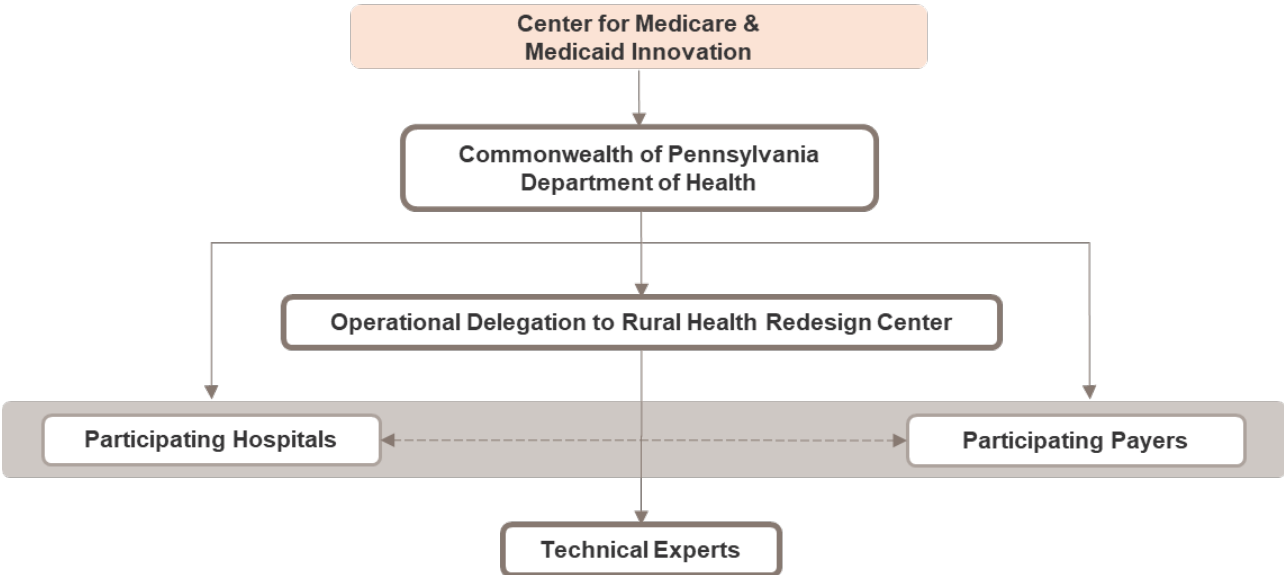 Center for Medicare &
Medicaid Innovation
Commonwealth of Pennsylvania
Department of Health
Operational Delegation to Rural Health Redesign Center
Participating Hospitals
Participating Payers
Technical Experts